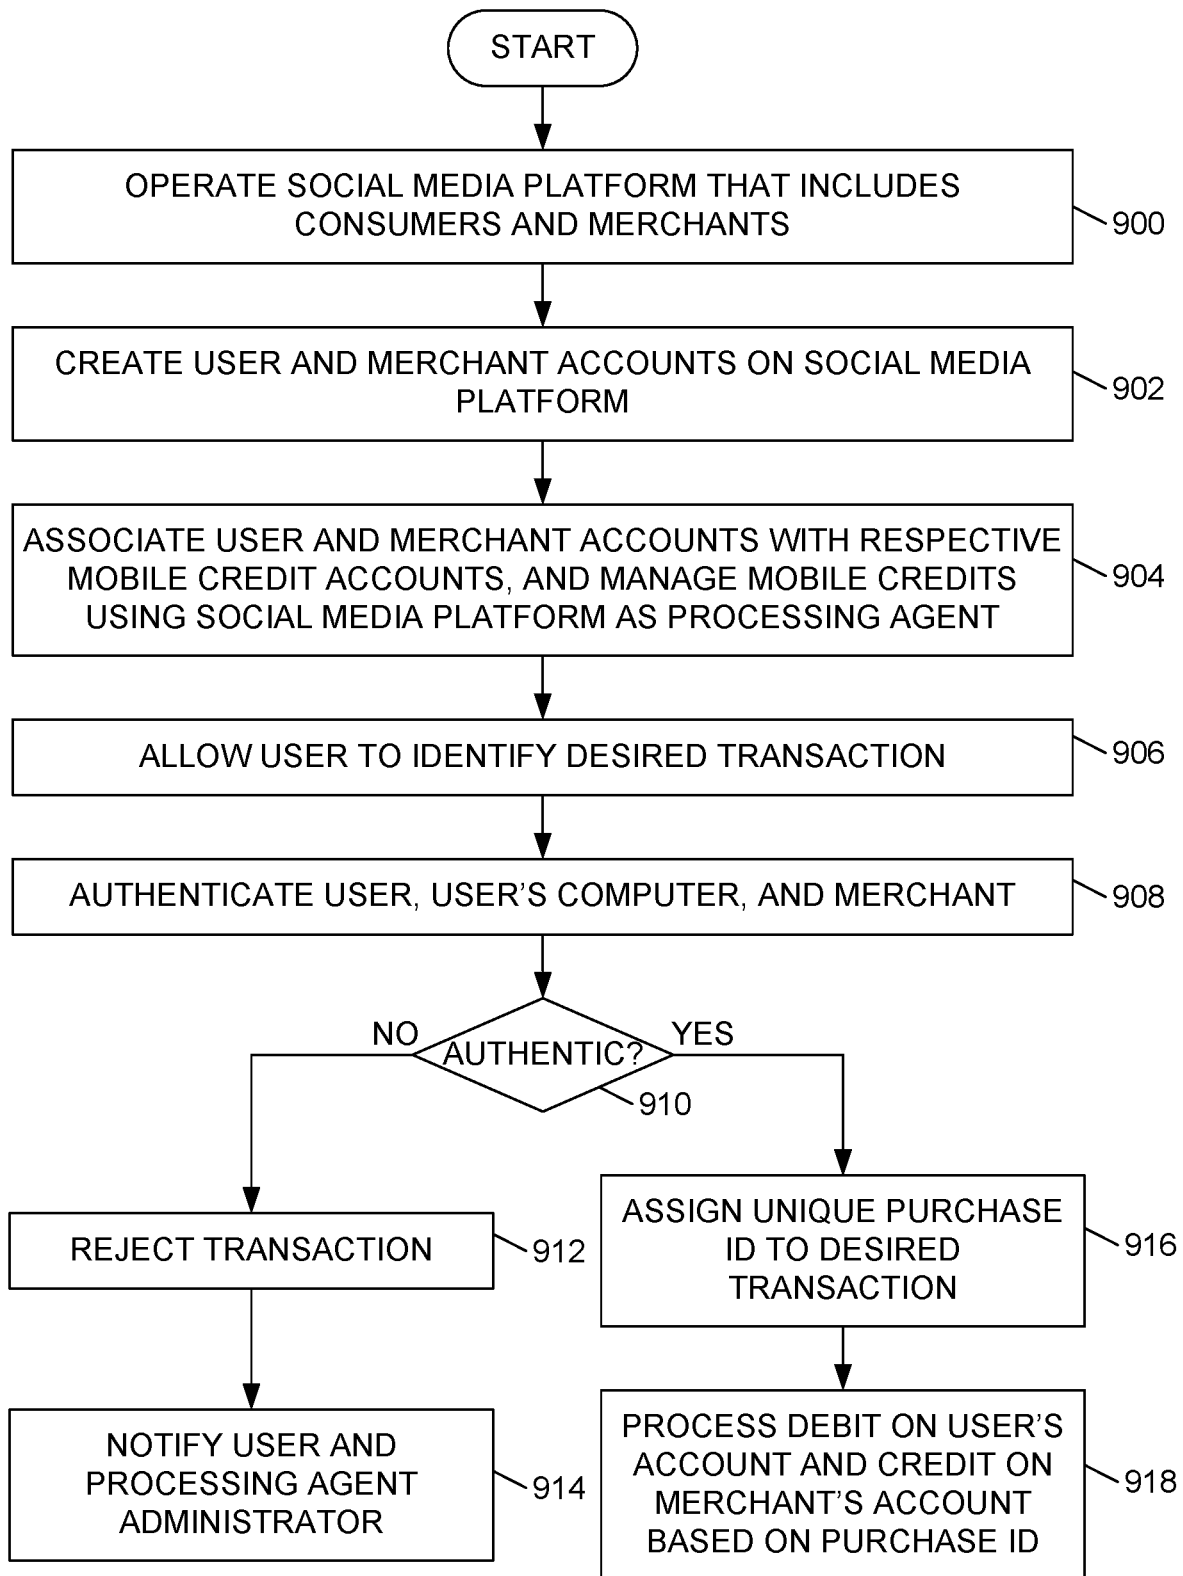 START
OPERATE SOCIAL MEDIA PLATFORM THAT INCLUDES
CONSUMERS AND MERCHANTS
900
CREATE USER AND MERCHANT ACCOUNTS ON SOCIAL MEDIA
PLATFORM
902
ASSOCIATE USER AND MERCHANT ACCOUNTS WITH RESPECTIVE
MOBILE CREDIT ACCOUNTS, AND MANAGE MOBILE CREDITS
USING SOCIAL MEDIA PLATFORM AS PROCESSING AGENT
904
ALLOW USER TO IDENTIFY DESIRED TRANSACTION
906
AUTHENTICATE USER, USER’S COMPUTER, AND MERCHANT
908
NO
AUTHENTIC?
YES
910
REJECT TRANSACTION
912
NOTIFY USER AND
PROCESSING AGENT
ADMINISTRATOR
914
ASSIGN UNIQUE PURCHASE
ID TO DESIRED
TRANSACTION
916
PROCESS DEBIT ON USER’S
ACCOUNT AND CREDIT ON
MERCHANT’S ACCOUNT
BASED ON PURCHASE ID
918